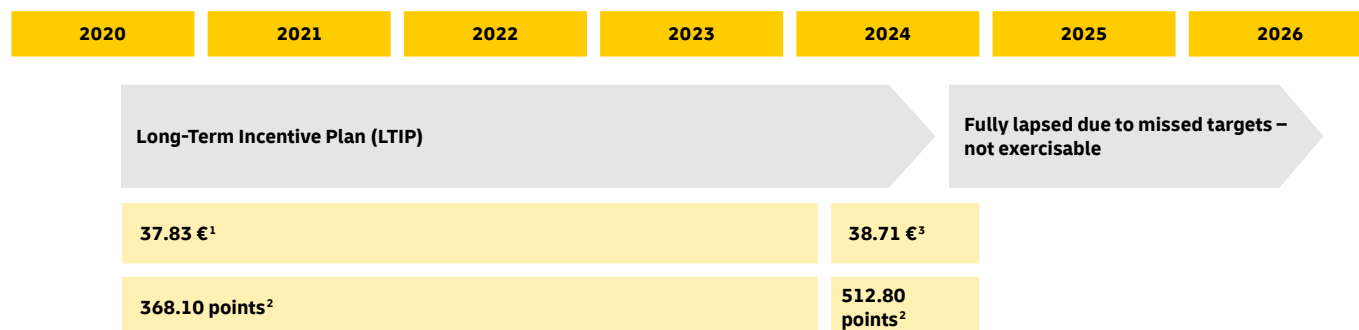 2020 2021 2022 2023 2024 2025 2026
Long-Term Incentive Plan (LTIP)
Fully lapsed due to missed targets –
not exercisable
37.83 €¹
38.71 €³
368.10 points²
512.80
points²